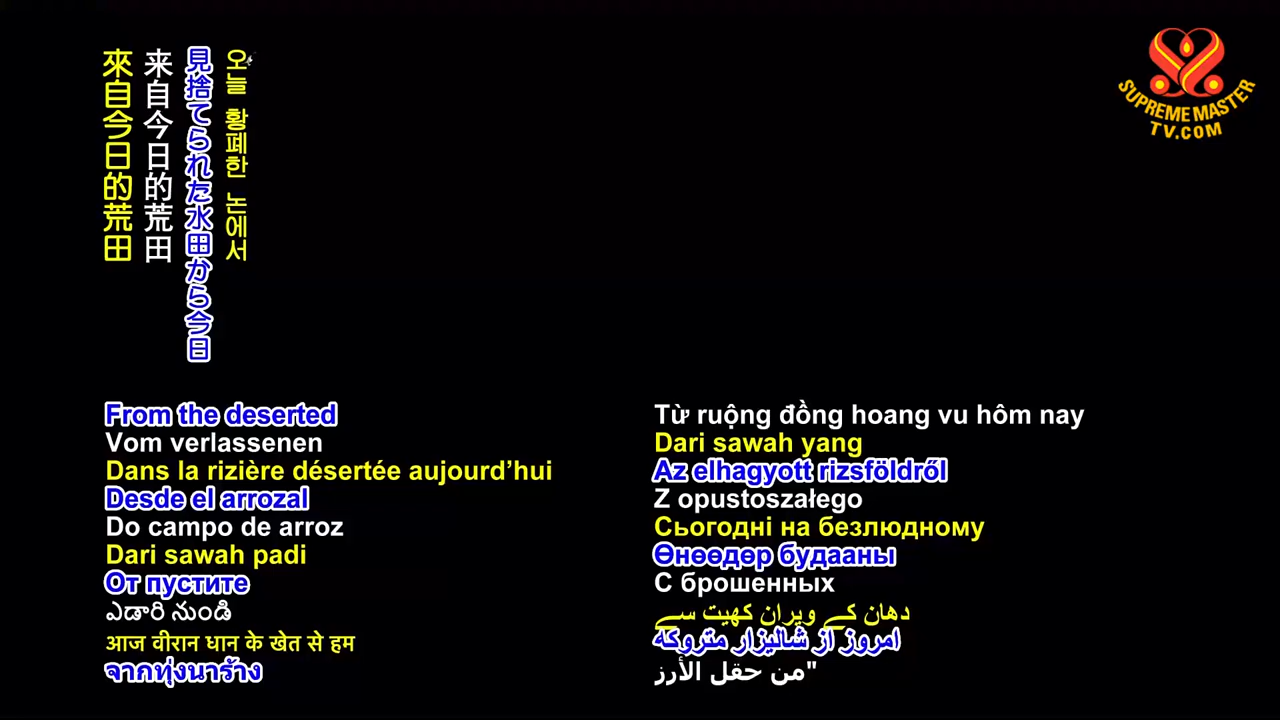 來自今日的荒田
来自今日的荒田
見捨てられた水田から今日
오늘 황폐한 논에서
SUPREME MASTER
TV.COM
From the deserted
Vom verlassenen
Dans la rizière désertée aujourd’hui
Desde el arrozal
Do campo de arroz
Dari sawah padi
От пустите
ఎడారి నుండి
आज वीरान धान के खेत से हम
จากทุ่งนาร้าง
Từ ruộng đồng hoang vu hôm nay
Dari sawah yang
Az elhagyott rizsföldről
Z opustoszałego
Сьогодні на безлюдному
Өнөөдөр будааны
С брошенных
دھان کے ویران کھیت سے
امروز از شالیزار متروکه
"من حقل الأرز